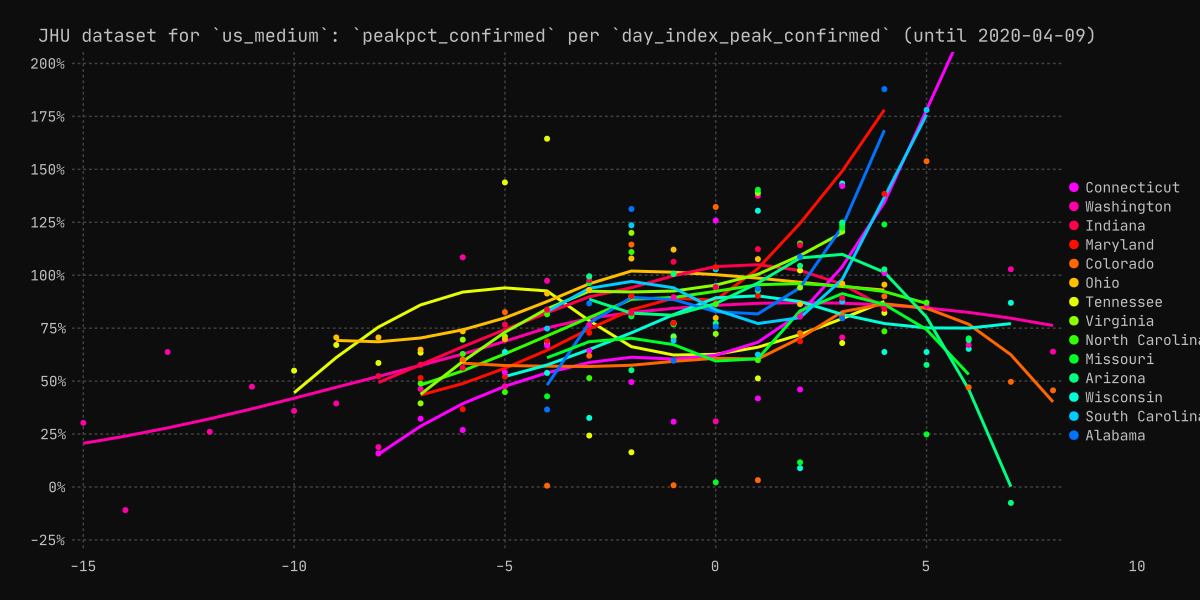 JHU dataset for `us_medium`: `peakpct_confirmed` per `day_index_peak_confirmed` (until 2020-04-09)
200%
175%
150%
125%
100%
75%
50%
25%
0%
-25%
-15
-10
-5
0
5
10
Connecticut
Washington
Indiana
Maryland
Colorado
Ohio
Tennessee
Virginia
North Carolina
Missouri
Arizona
Wisconsin
South Carolina
Alabama